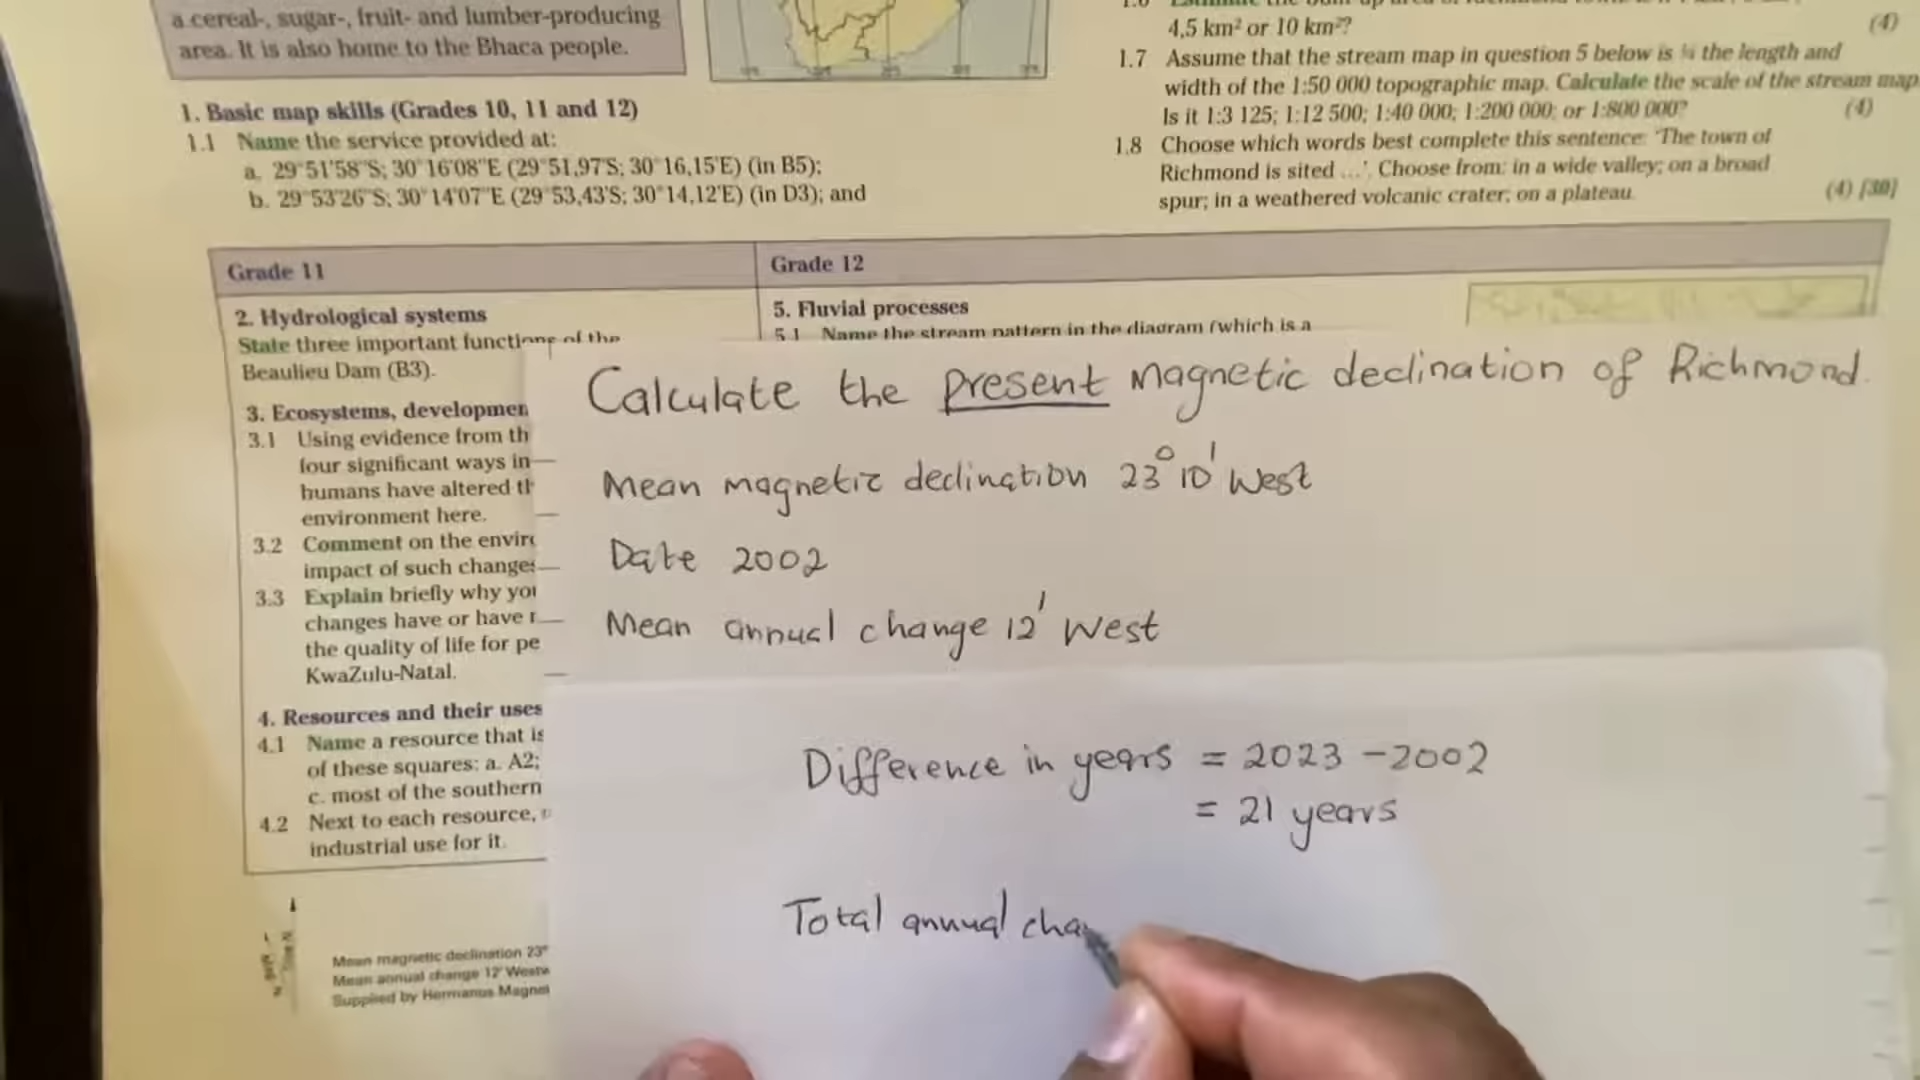 a cereal-, sugar-, fruit- and lumber-producing
area. It is also home to the Bhaca people.
1. Basic map skills (Grades 10, 11 and 12)
1.1 Name the service provided at:
a. 29°51'58"S; 30°16'08"E (29°51,97'S; 30°16,15'E) (in B5);
b. 29°53'26"S; 30°14'07"E (29°53,43'S; 30°14,12'E) (in D3); and
4,5 km² or 10 km²?
(4)
1.7 Assume that the stream map in question 5 below is ¼ the length and
width of the 1:50 000 topographic map. Calculate the scale of the stream map
Is it 1:3 125; 1:12 500; 1:40 000; 1:200 000; or 1:800 000?
(4)
1.8 Choose which words best complete this sentence: 'The town of
Richmond is sited ...'. Choose from: in a wide valley; on a broad
spur; in a weathered volcanic crater; on a plateau.
(4) [30]
Grade 11
2. Hydrological systems
State three important functions of the
Beaulieu Dam (B3).
3. Ecosystems, developmen
3.1 Using evidence from th
four significant ways in
humans have altered th
environment here.
3.2 Comment on the enviro
impact of such changes
3.3 Explain briefly why you
changes have or have
the quality of life for pe
KwaZulu-Natal.
4. Resources and their uses
4.1 Name a resource that is
of these squares: a. A2;
c. most of the southern
4.2 Next to each resource,
industrial use for it.
Grade 12
5. Fluvial processes
5.1 Name the stream pattern in the diagram (which is a
Calculate the present magnetic declination of Richmond.
Mean magnetic declination 23°10' West
Date 2002
Mean annual change 12' West
Difference in years = 2023 - 2002
= 21 years
Total annual cha
Mean magnetic declination 23°
Mean annual change 12' Westw
Supplied by Hermanus Magnet